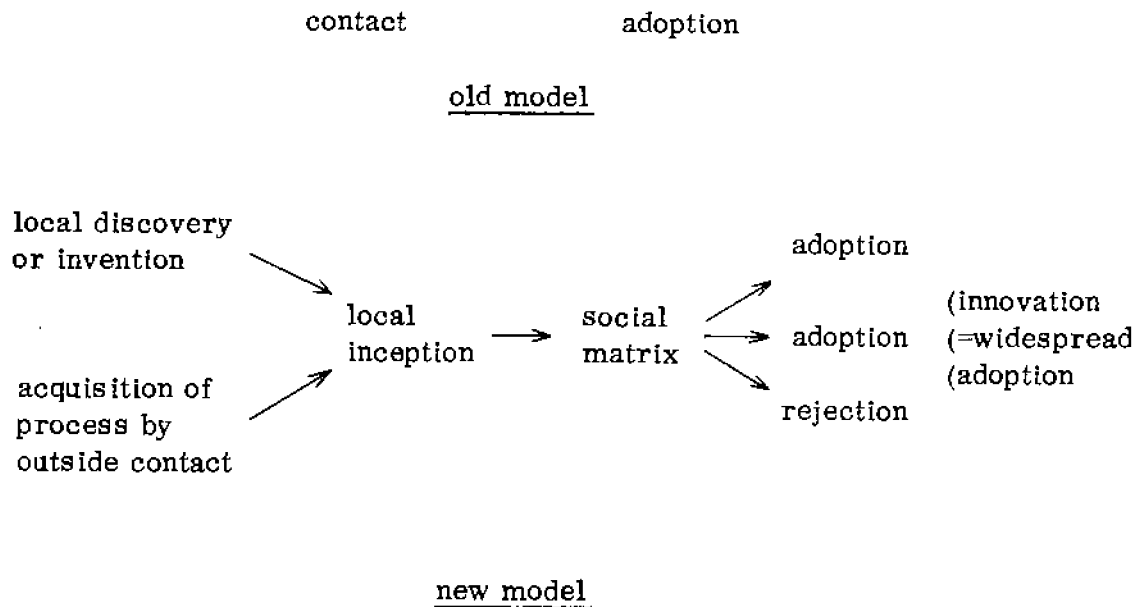 contact adoption
old model
local discovery
or invention
acquisition of
process by
outside contact
local
inception
social
matrix
adoption
adoption
rejection
(innovation
(=widespread
(adoption
new model